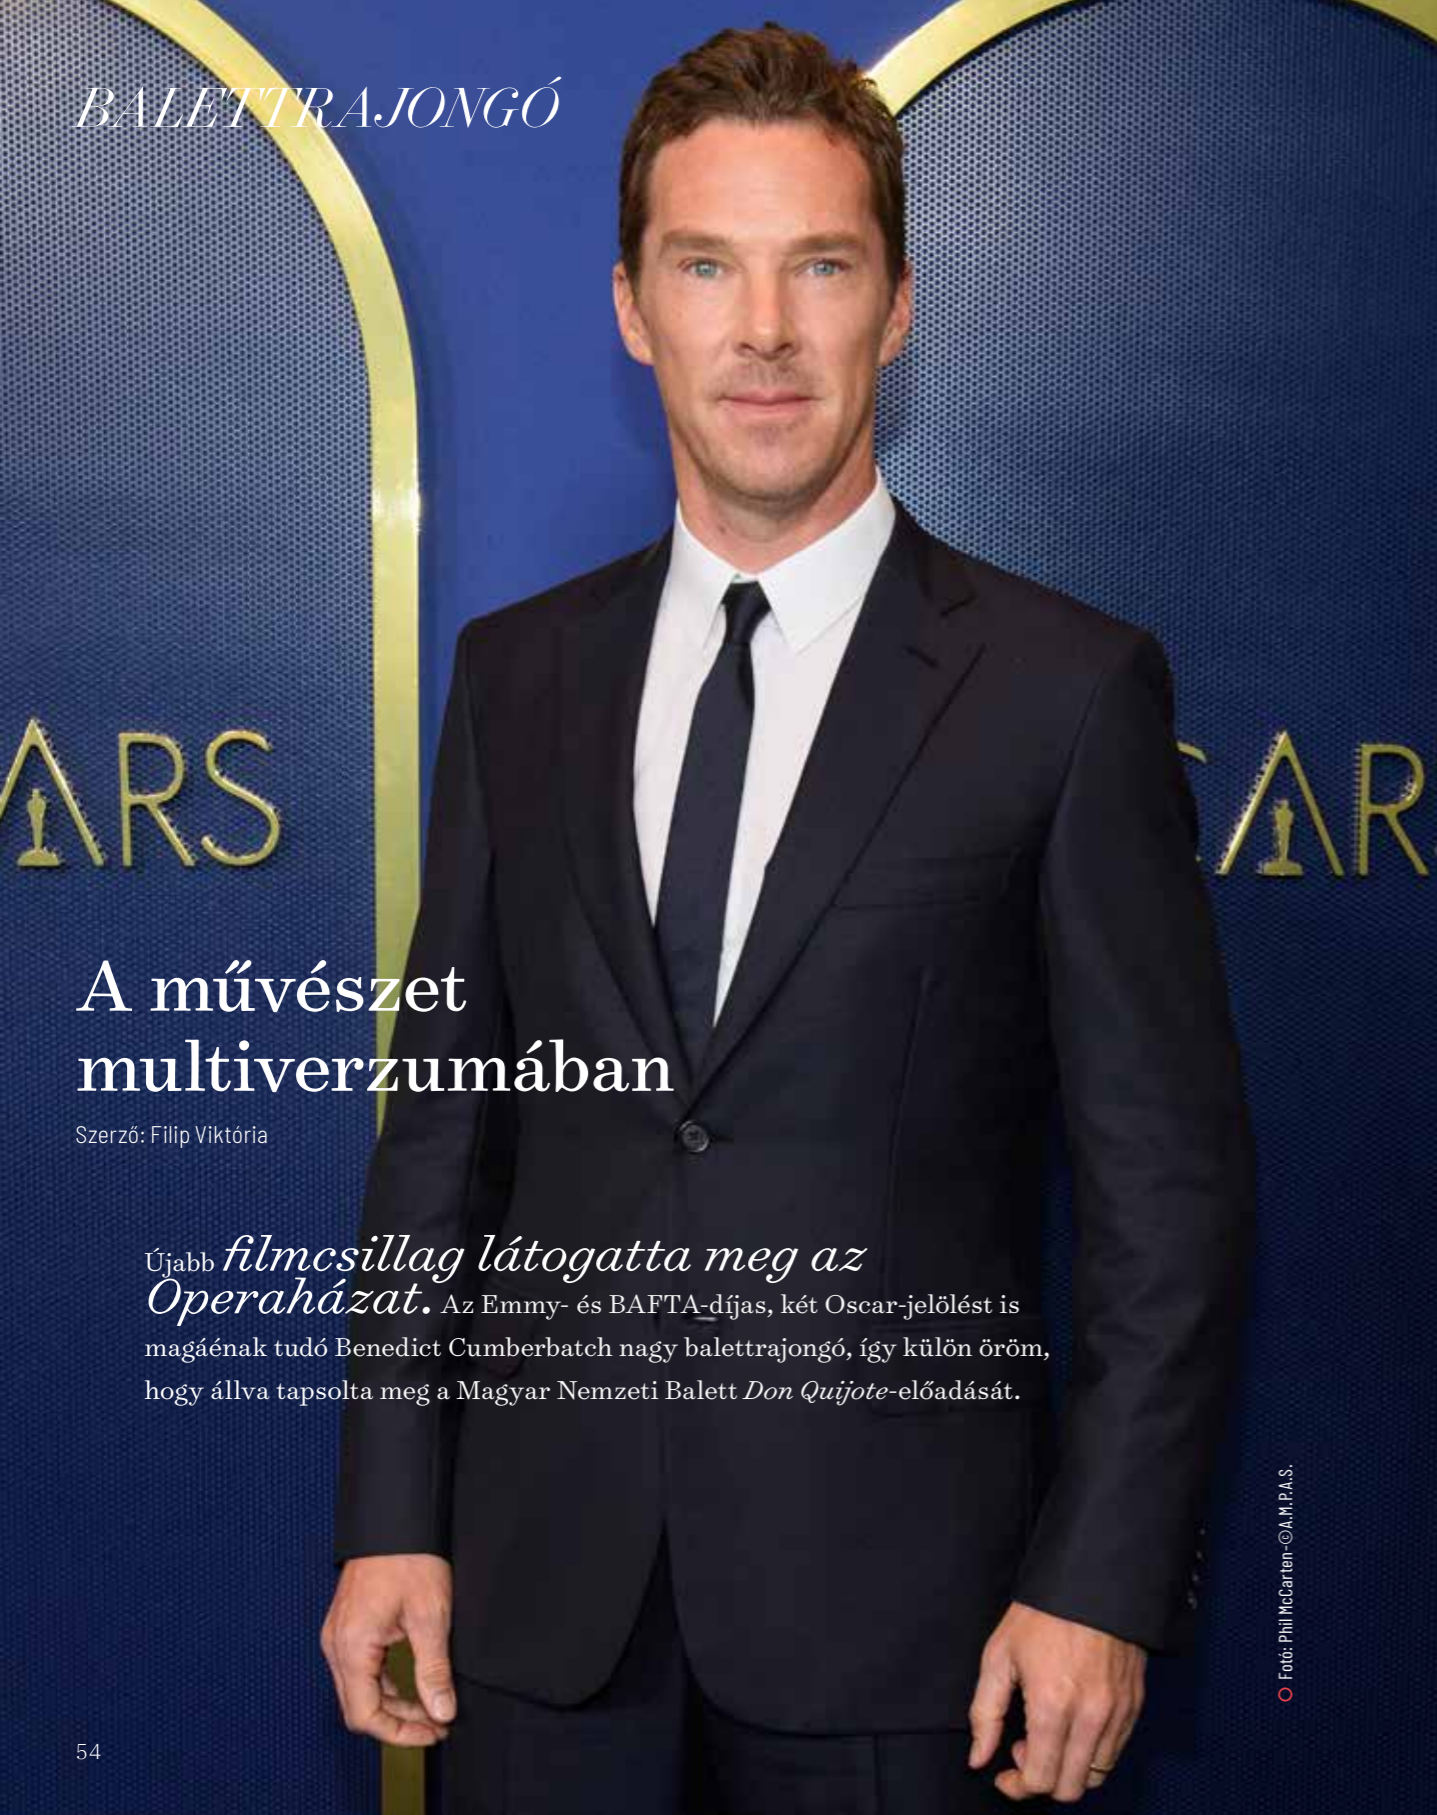 BALETTRAJONGÓ
ARS
CAR
A művészet
multiverzumában
Szerző: Filip Viktória
Újabb filmcsillag látogatta meg az
Operaházat. Az Emmy- és BAFTA-díjas, két Oscar-jelölést is
magáénak tudó Benedict Cumberbatch nagy balettrajongó, így külön öröm,
hogy állva tapsolta meg a Magyar Nemzeti Balett Don Quijote-előadását.
Fotó: Phil McCarten-©A.M.P.A.S.
54